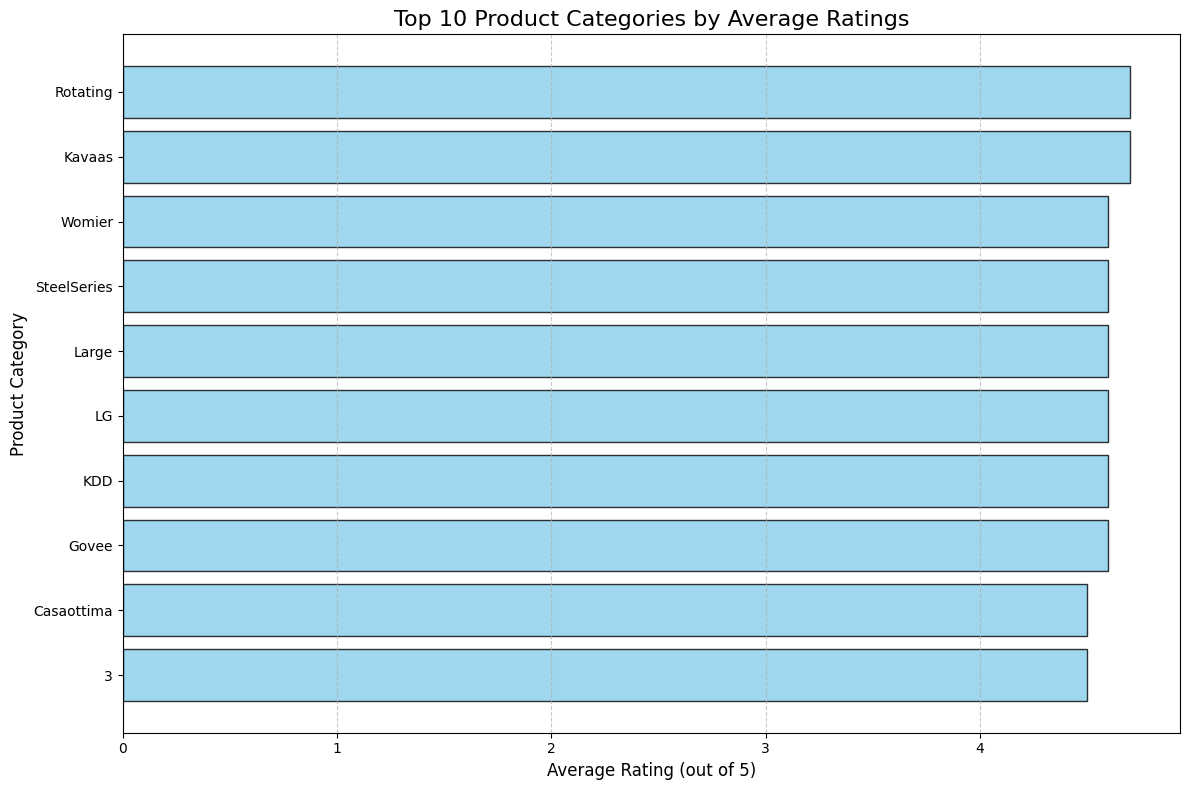 Top 10 Product Categories by Average Ratings
Product Category
Rotating
Kavaas
Womier
SteelSeries
Large
LG
KDD
Govee
Casaottima
3
0 1 2 3 4
Average Rating (out of 5)